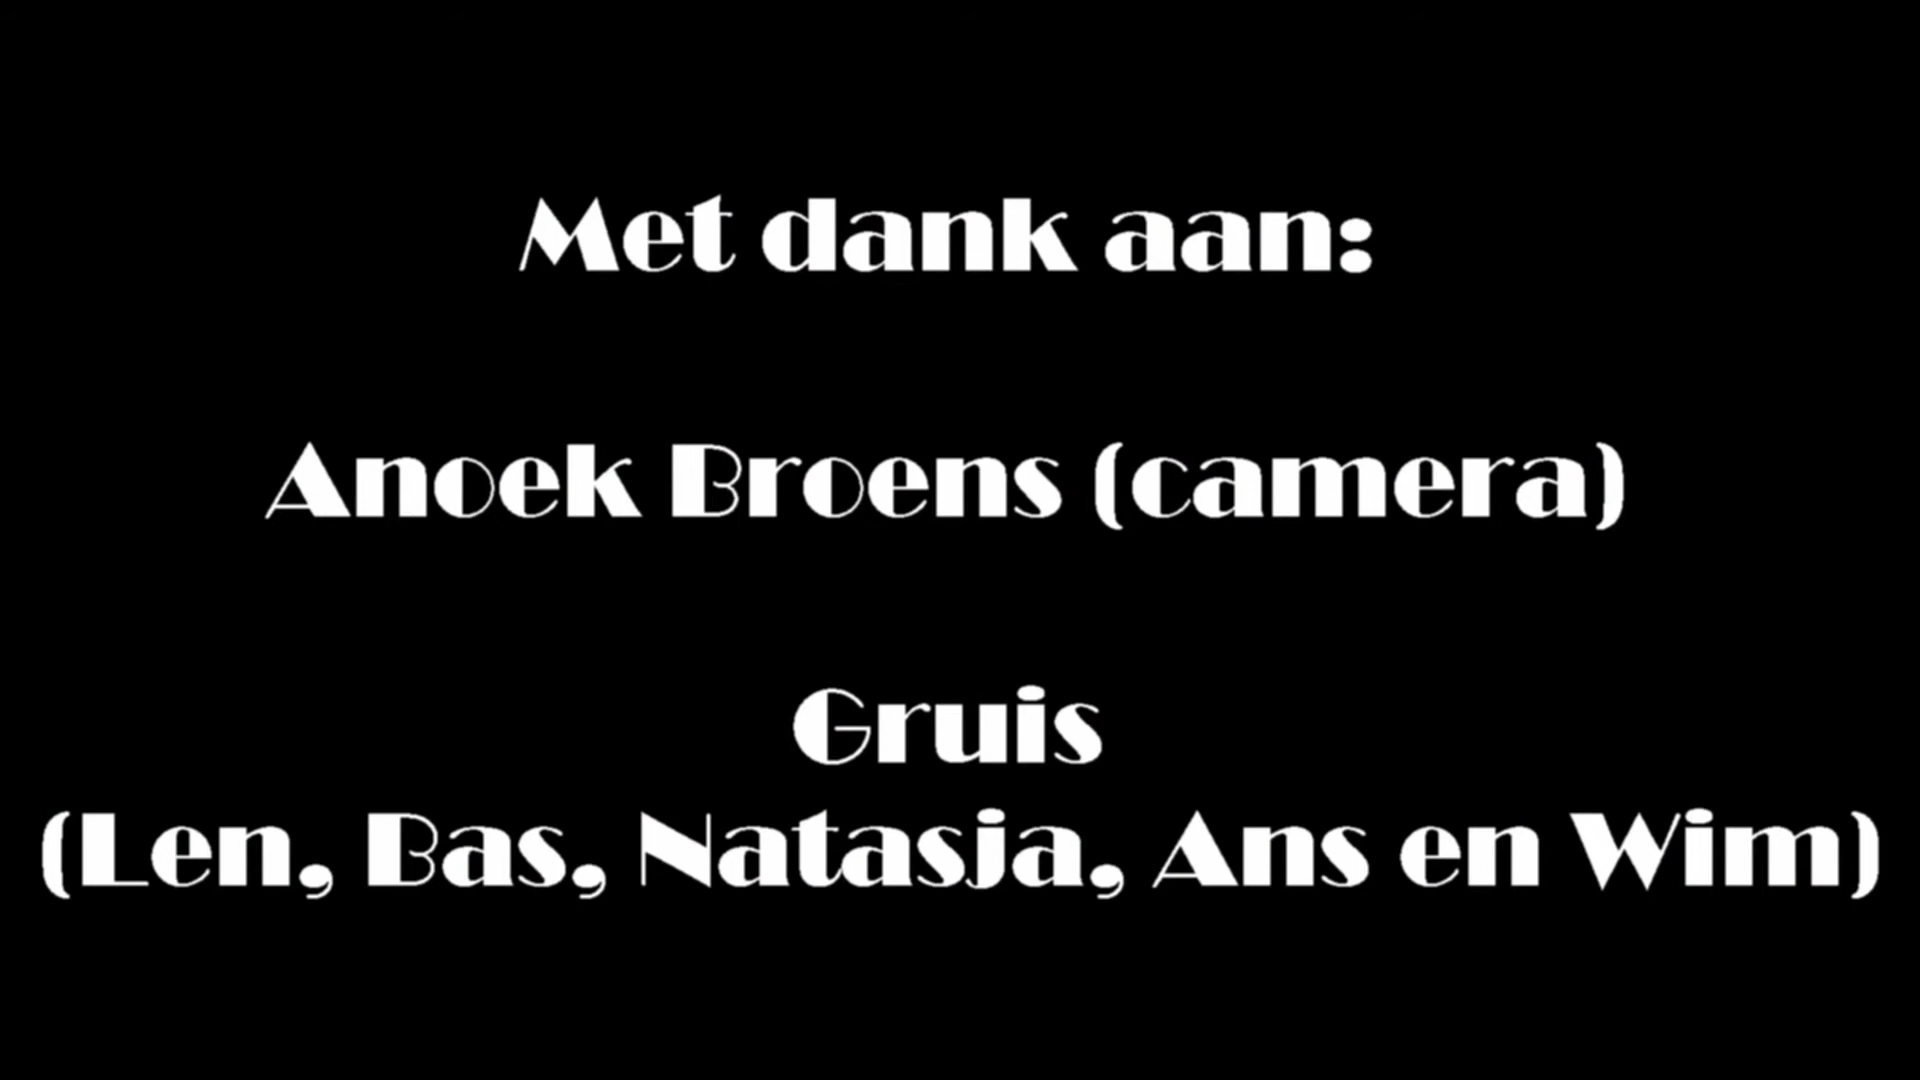 Met dank aan:
Anoek Broens (camera)
Gruis
(Len, Bas, Natasja, Ans en Wim)